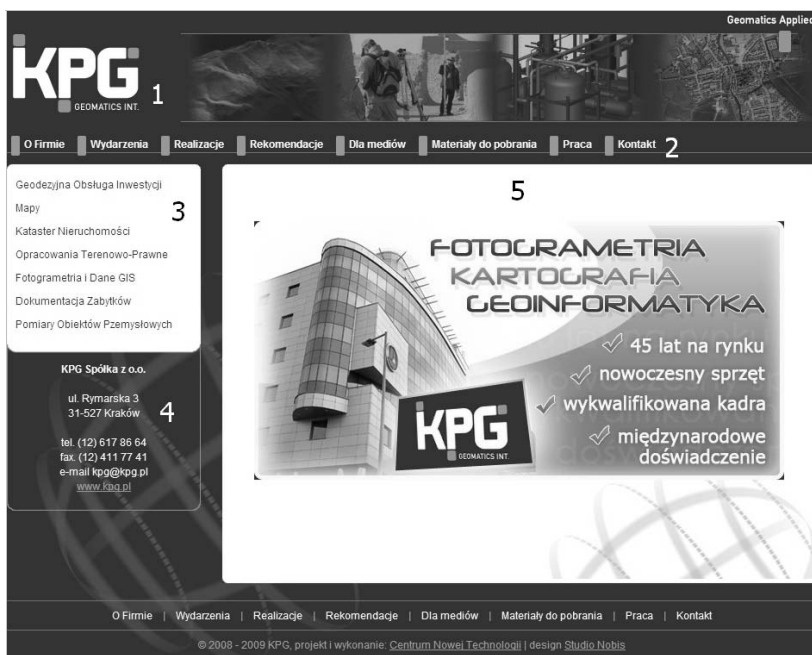 Geomatics Applied
KPG
GEOMATICS INT.
1
O Firmie Wydarzenia Realizacje Rekomendacje Dla mediów Materiały do pobrania Praca Kontakt 2
Geodezyjna Obsługa Inwestycji
Mapy
3
Kataster Nieruchomości
Opracowania Terenowo-Prawne
Fotogrametria i Dane GIS
Dokumentacja Zabytków
Pomiary Obiektów Pzemysłowych
KPG Spółka z o.o.
ul. Rymarska 3
31-527 Kraków
4
tel. (12) 617 86 64
fax. (12) 411 77 41
e-mail kpg@kpg.pl
www.kpg.pl
5
FOTOGRAMETRIA
KARTOGRAFIA
GEOINFORMATYKA
45 lat na rynku
nowoczesny sprzęt
wykwalifikowana kadra
międzynarodowe
doświadczenie
KPG
GEOMATICS INT.
O Firmie | Wydarzenia | Realizacje | Rekomendacje | Dla mediów | Materiały do pobrania | Praca | Kontakt
© 2008 - 2009 KPG, projekt i wykonanie: Centrum Nowej Technologii | design Studio Nobis